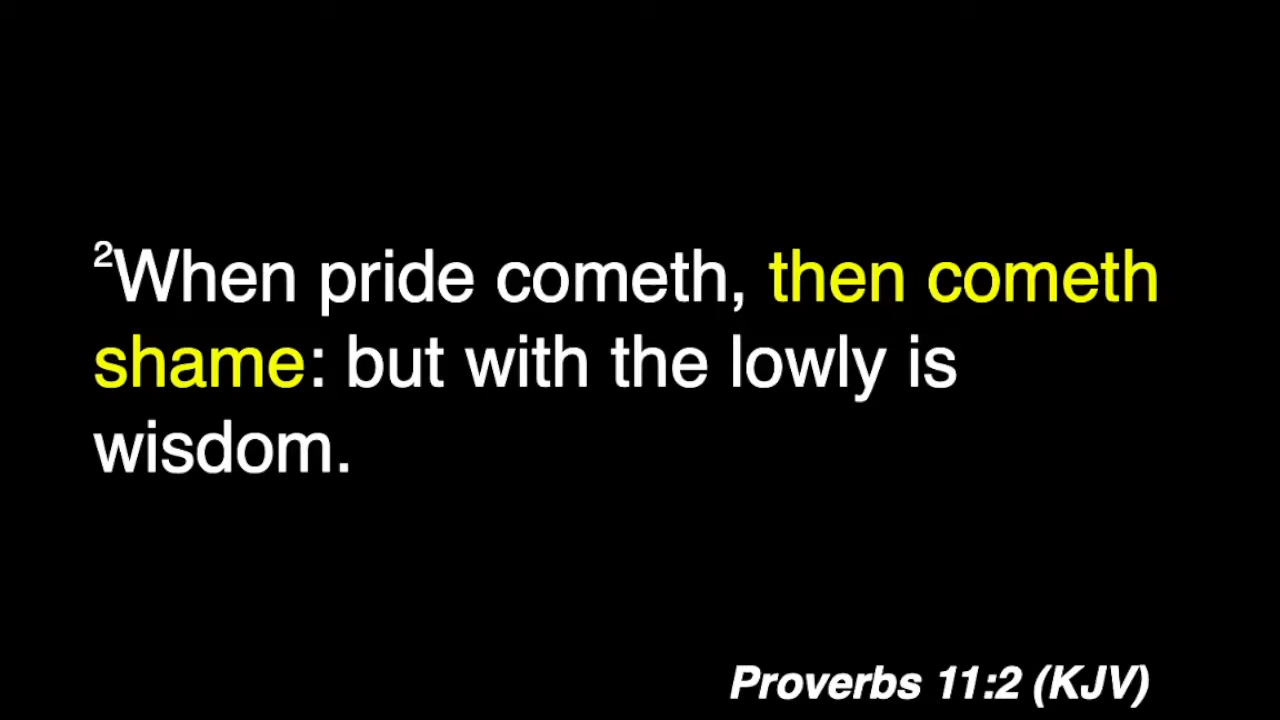 ²When pride cometh, then cometh
shame: but with the lowly is
wisdom.
Proverbs 11:2 (KJV)